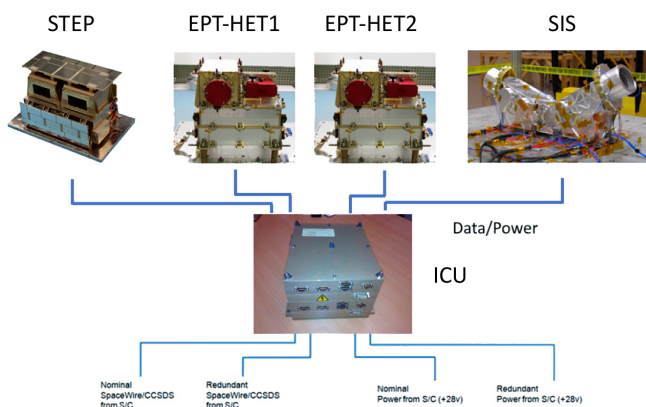 STEP
EPT-HET1
EPT-HET2
SIS
Data/Power
ICU
Nominal
SpaceWire/CCSDS
from S/C
Redundant
SpaceWire/CCSDS
from S/C
Nominal
Power from S/C (+28v)
Redundant
Power from S/C (+28v)